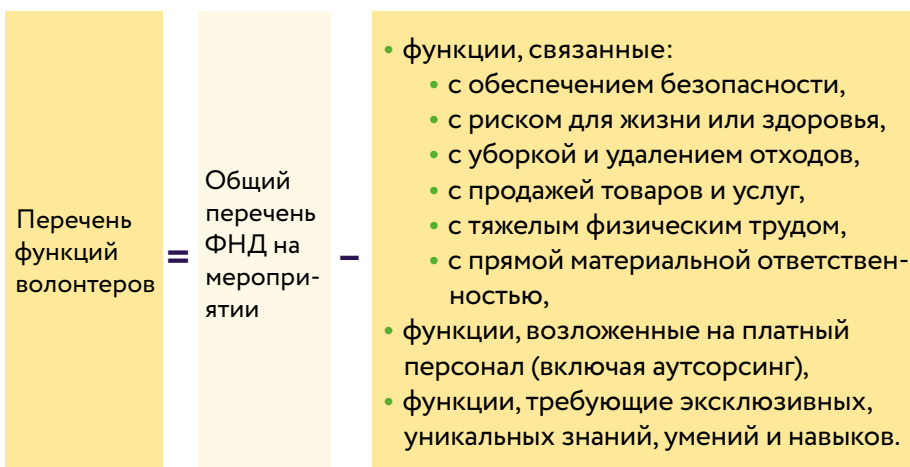 Перечень
функций
волонтеров
=
Общий
перечень
ФНД на
меропри-
ятии
–
• функции, связанные:
• с обеспечением безопасности,
• с риском для жизни или здоровья,
• с уборкой и удалением отходов,
• с продажей товаров и услуг,
• с тяжелым физическим трудом,
• с прямой материальной ответствен-
ностью,
• функции, возложенные на платный
персонал (включая аутсорсинг),
• функции, требующие эксклюзивных,
уникальных знаний, умений и навыков.